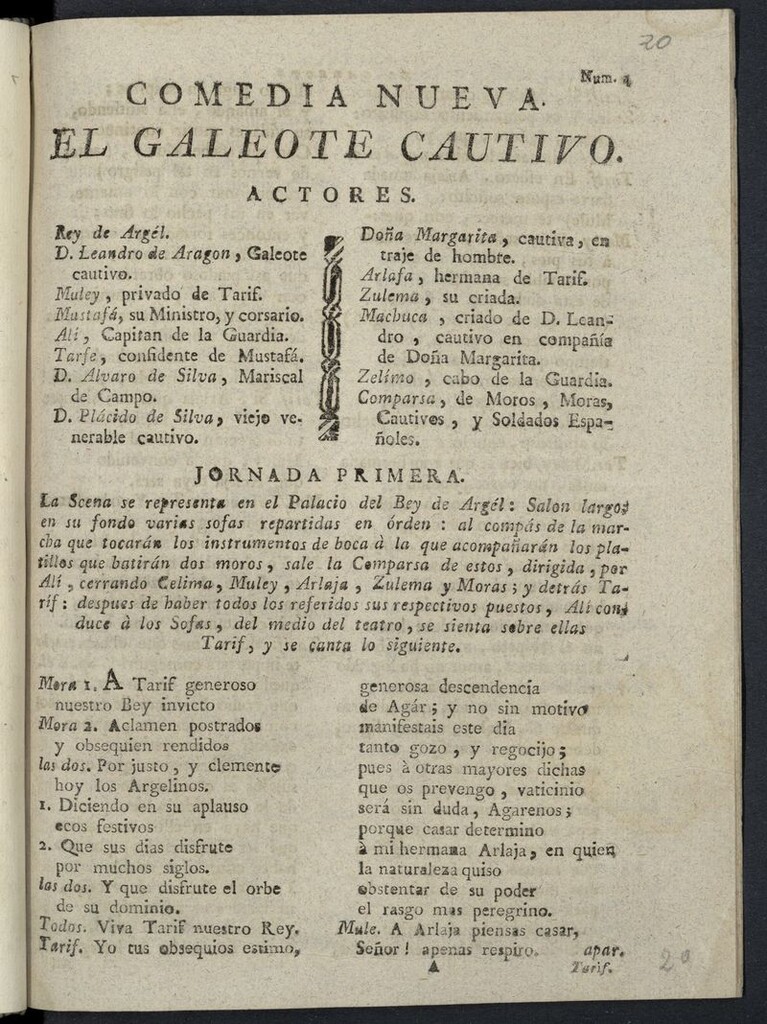 20
Num. 4
COMEDIA NUEVA.
EL GALEOTE CAUTIVO.
ACTORES.
Rey de Argél.
D. Leandro de Aragon, Galeote
cautivo.
Muley, privado de Tarif.
Mustafá, su Ministro, y corsario.
Alí, Capitan de la Guardia.
Tarfe, confidente de Mustafá.
D. Alvaro de Silva, Mariscal
de Campo.
D. Plácido de Silva, viejo ve-
nerable cautivo.
Doña Margarita, cautiva, en
traje de hombre.
Arlafa, hermana de Tarif.
Zulema, su criada.
Machuca, criado de D. Lean-
dro, cautivo en compañía
de Doña Margarita.
Zelimo, cabo de la Guardia.
Comparsa, de Moros, Moras,
Cautivos, y Soldados Espa-
ñoles.
JORNADA PRIMERA.
La Scena se representa en el Palacio del Bey de Argél: Salon largo;
en su fondo varias sofas repartidas en órden: al compás de la mar-
cha que tocarán los instrumentos de boca à la que acompañarán los pla-
tillos que batirán dos moros, sale la Comparsa de estos, dirigida, por
Alí, cerrando Celima, Muley, Arlaja, Zulema y Moras; y detrás Ta-
rif: despues de haber todos los referidos sus respectivos puestos, Alí con-
duce à los Sofas, del medio del teatro, se sienta sobre ellas
Tarif, y se canta lo siguiente.
Mora 1. A Tarif generoso
nuestro Bey invicto
Mora 2. Aclamen postrados
y obsequien rendidos
las dos. Por justo, y clemente
hoy los Argelinos.
1. Diciendo en su aplauso
ecos festivos
2. Que sus dias disfrute
por muchos siglos.
las dos. Y que disfrute el orbe
de su dominio.
Todos. Viva Tarif nuestro Rey.
Tarif. Yo tus obsequios estimo,
generosa descendencia
de Agár; y no sin motivo
manifestais este dia
tanto gozo, y regocijo;
pues à otras mayores dichas
que os prevengo, vaticinio
será sin duda, Agarenos;
porque casar determino
à mi hermana Arlaja, en quien
la naturaleza quiso
obstentar de su poder
el rasgo mas peregrino.
Mule. A Arlaja piensas casar,
Señor! apenas respiro. apar.
A
Tarif.
20